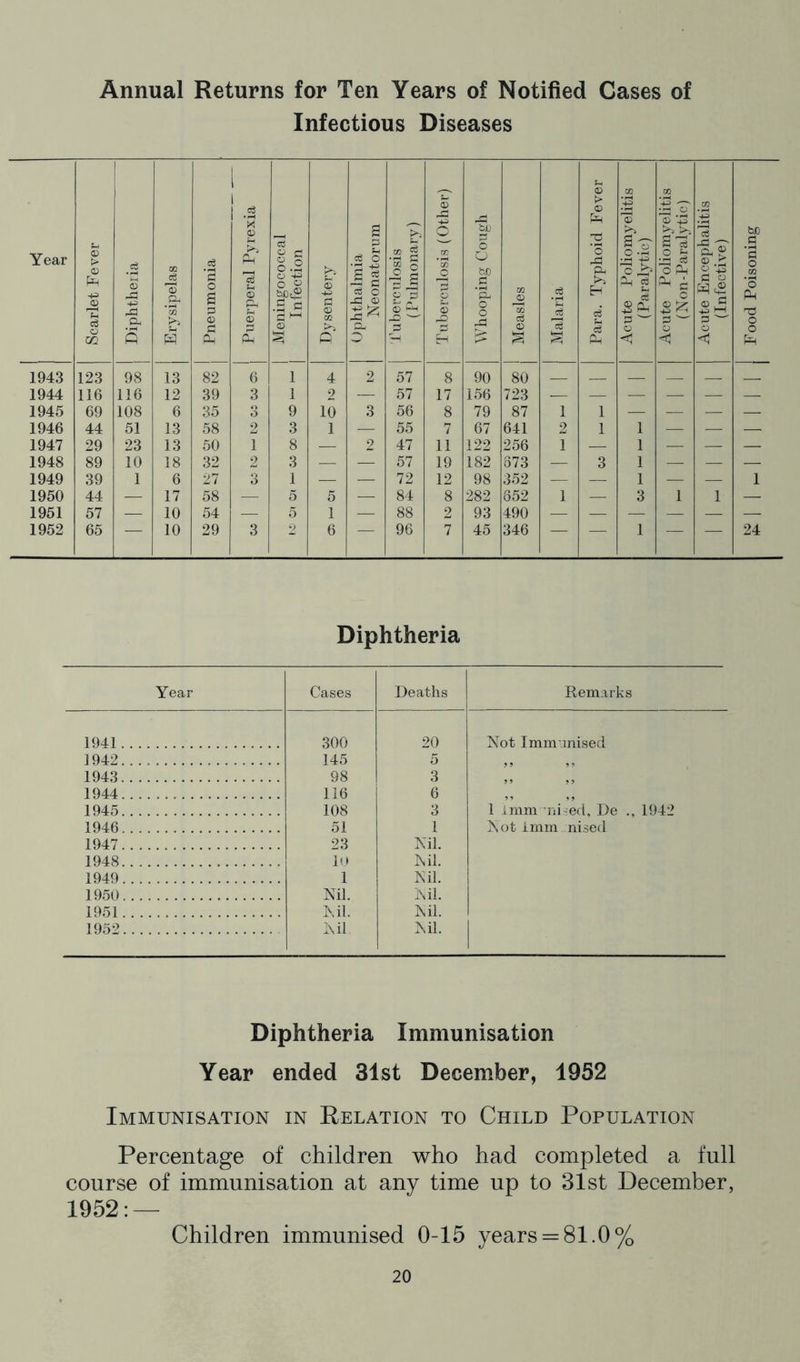 Annual Returns for Ten Years of Notified Cases of
Infectious Diseases
Year | Scarlet Fever | Diphtheria | Erysipelas | Pneumonia | Puerperal Pyrexia | Meningococcal Infection | Dysentery | Ophthalmia Neonatorum | Tuberculosis (Pulmonary) | Tuberculosis (Other) | Whooping Cough | Measles | Malaria | Para. Typhoid Fever | Acute Poliomyelitis (Paralytic) | Acute Poliomyelitis (Non-Paralytic) | Acute Encephalitis (Infective) | Food Poisoning
1943 123 98 13 82 6 1 4 2 57 8 90 80 — — — — — —
1944 116 116 12 39 3 1 2 — 57 17 156 723 — — — — — —
1945 69 108 6 35 3 9 10 3 56 8 79 87 1 1 — — — —
1946 44 51 13 58 2 3 1 — 55 7 67 641 2 1 1 — — —
1947 29 23 13 50 1 8 — 2 47 11 122 256 1 — 1 — — —
1948 89 10 18 32 2 3 — — 57 19 182 373 — 3 1 — — —
1949 39 1 6 27 3 1 — — 72 12 98 352 — — 1 — — 1
1950 44 — 17 58 — 5 5 — 84 8 282 352 1 — 3 1 1 —
1951 57 — 10 54 — 5 1 — 88 2 93 490 — — — — — —
1952 65 — 10 29 3 2 6 — 96 7 45 346 — — 1 — — 24
Diphtheria
Year Cases Deaths Remarks
1941 300 20 Not Immunised
1942 145 5 ,, ,,
1943 98 3 ,, ,,
1944 116 6 ,, ,,
1945 108 3 1 immunised, De ., 1942
1946 51 1 Not immunised
1947 23 Nil.
1948 10 Nil.
1949 1 Nil.
1950 Nil. Nil.
1951 Nil. Nil.
1952 Nil Nil.
Diphtheria Immunisation
Year ended 31st December, 1952
Immunisation in Relation to Child Population
Percentage of children who had completed a full
course of immunisation at any time up to 31st December,
1952:—
Children immunised 0-15 years=81.0%
20